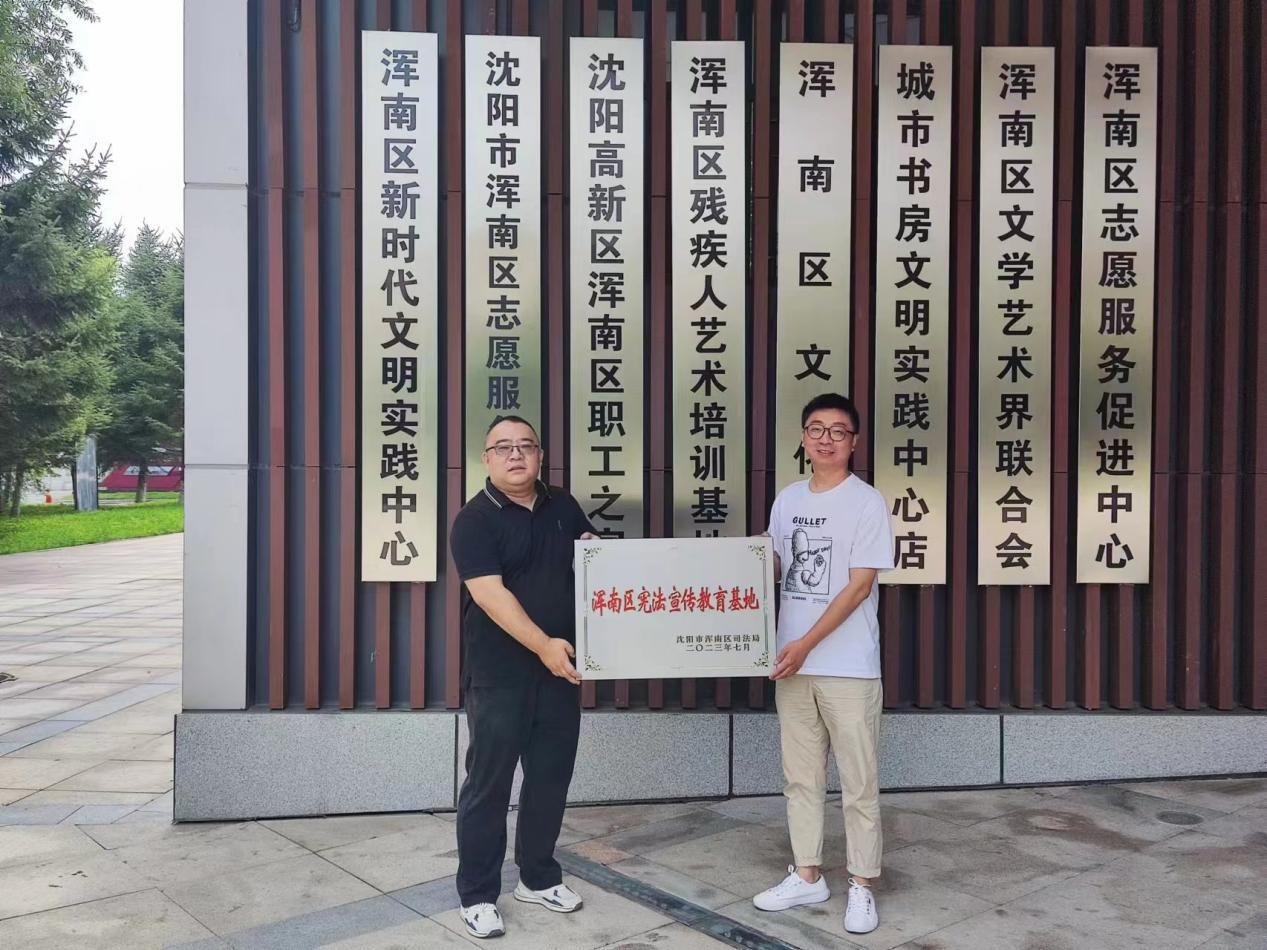 浑南区新时代文明实践中心
沈阳市浑南区志愿服
沈阳高新区浑南区职工之家
浑南区残疾人艺术培训基地
浑南区文化
城市书房文明实践中心店
浑南区文学艺术界联合会
浑南区志愿服务促进中心
浑南区宪法宣传教育基地
沈阳市浑南区司法局
二〇二三年七月
GULLET